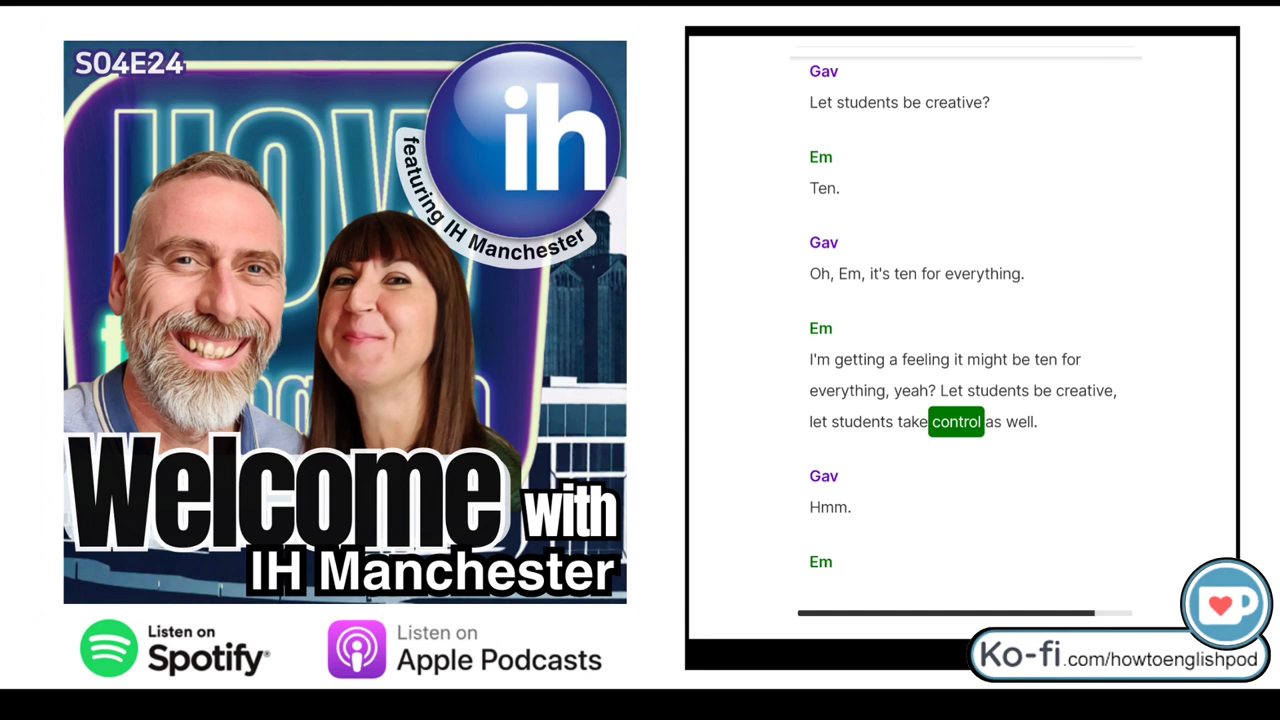 S04E24
HOW
ih
featuring IH Manchester
Welcome with
IH Manchester
Listen on
Spotify
Listen on
Apple Podcasts
Gav
Let students be creative?
Em
Ten.
Gav
Oh, Em, it's ten for everything.
Em
I'm getting a feeling it might be ten for
everything, yeah? Let students be creative,
let students take control as well.
Gav
Hmm.
Em
Ko-fi.com/howtoenglishpod